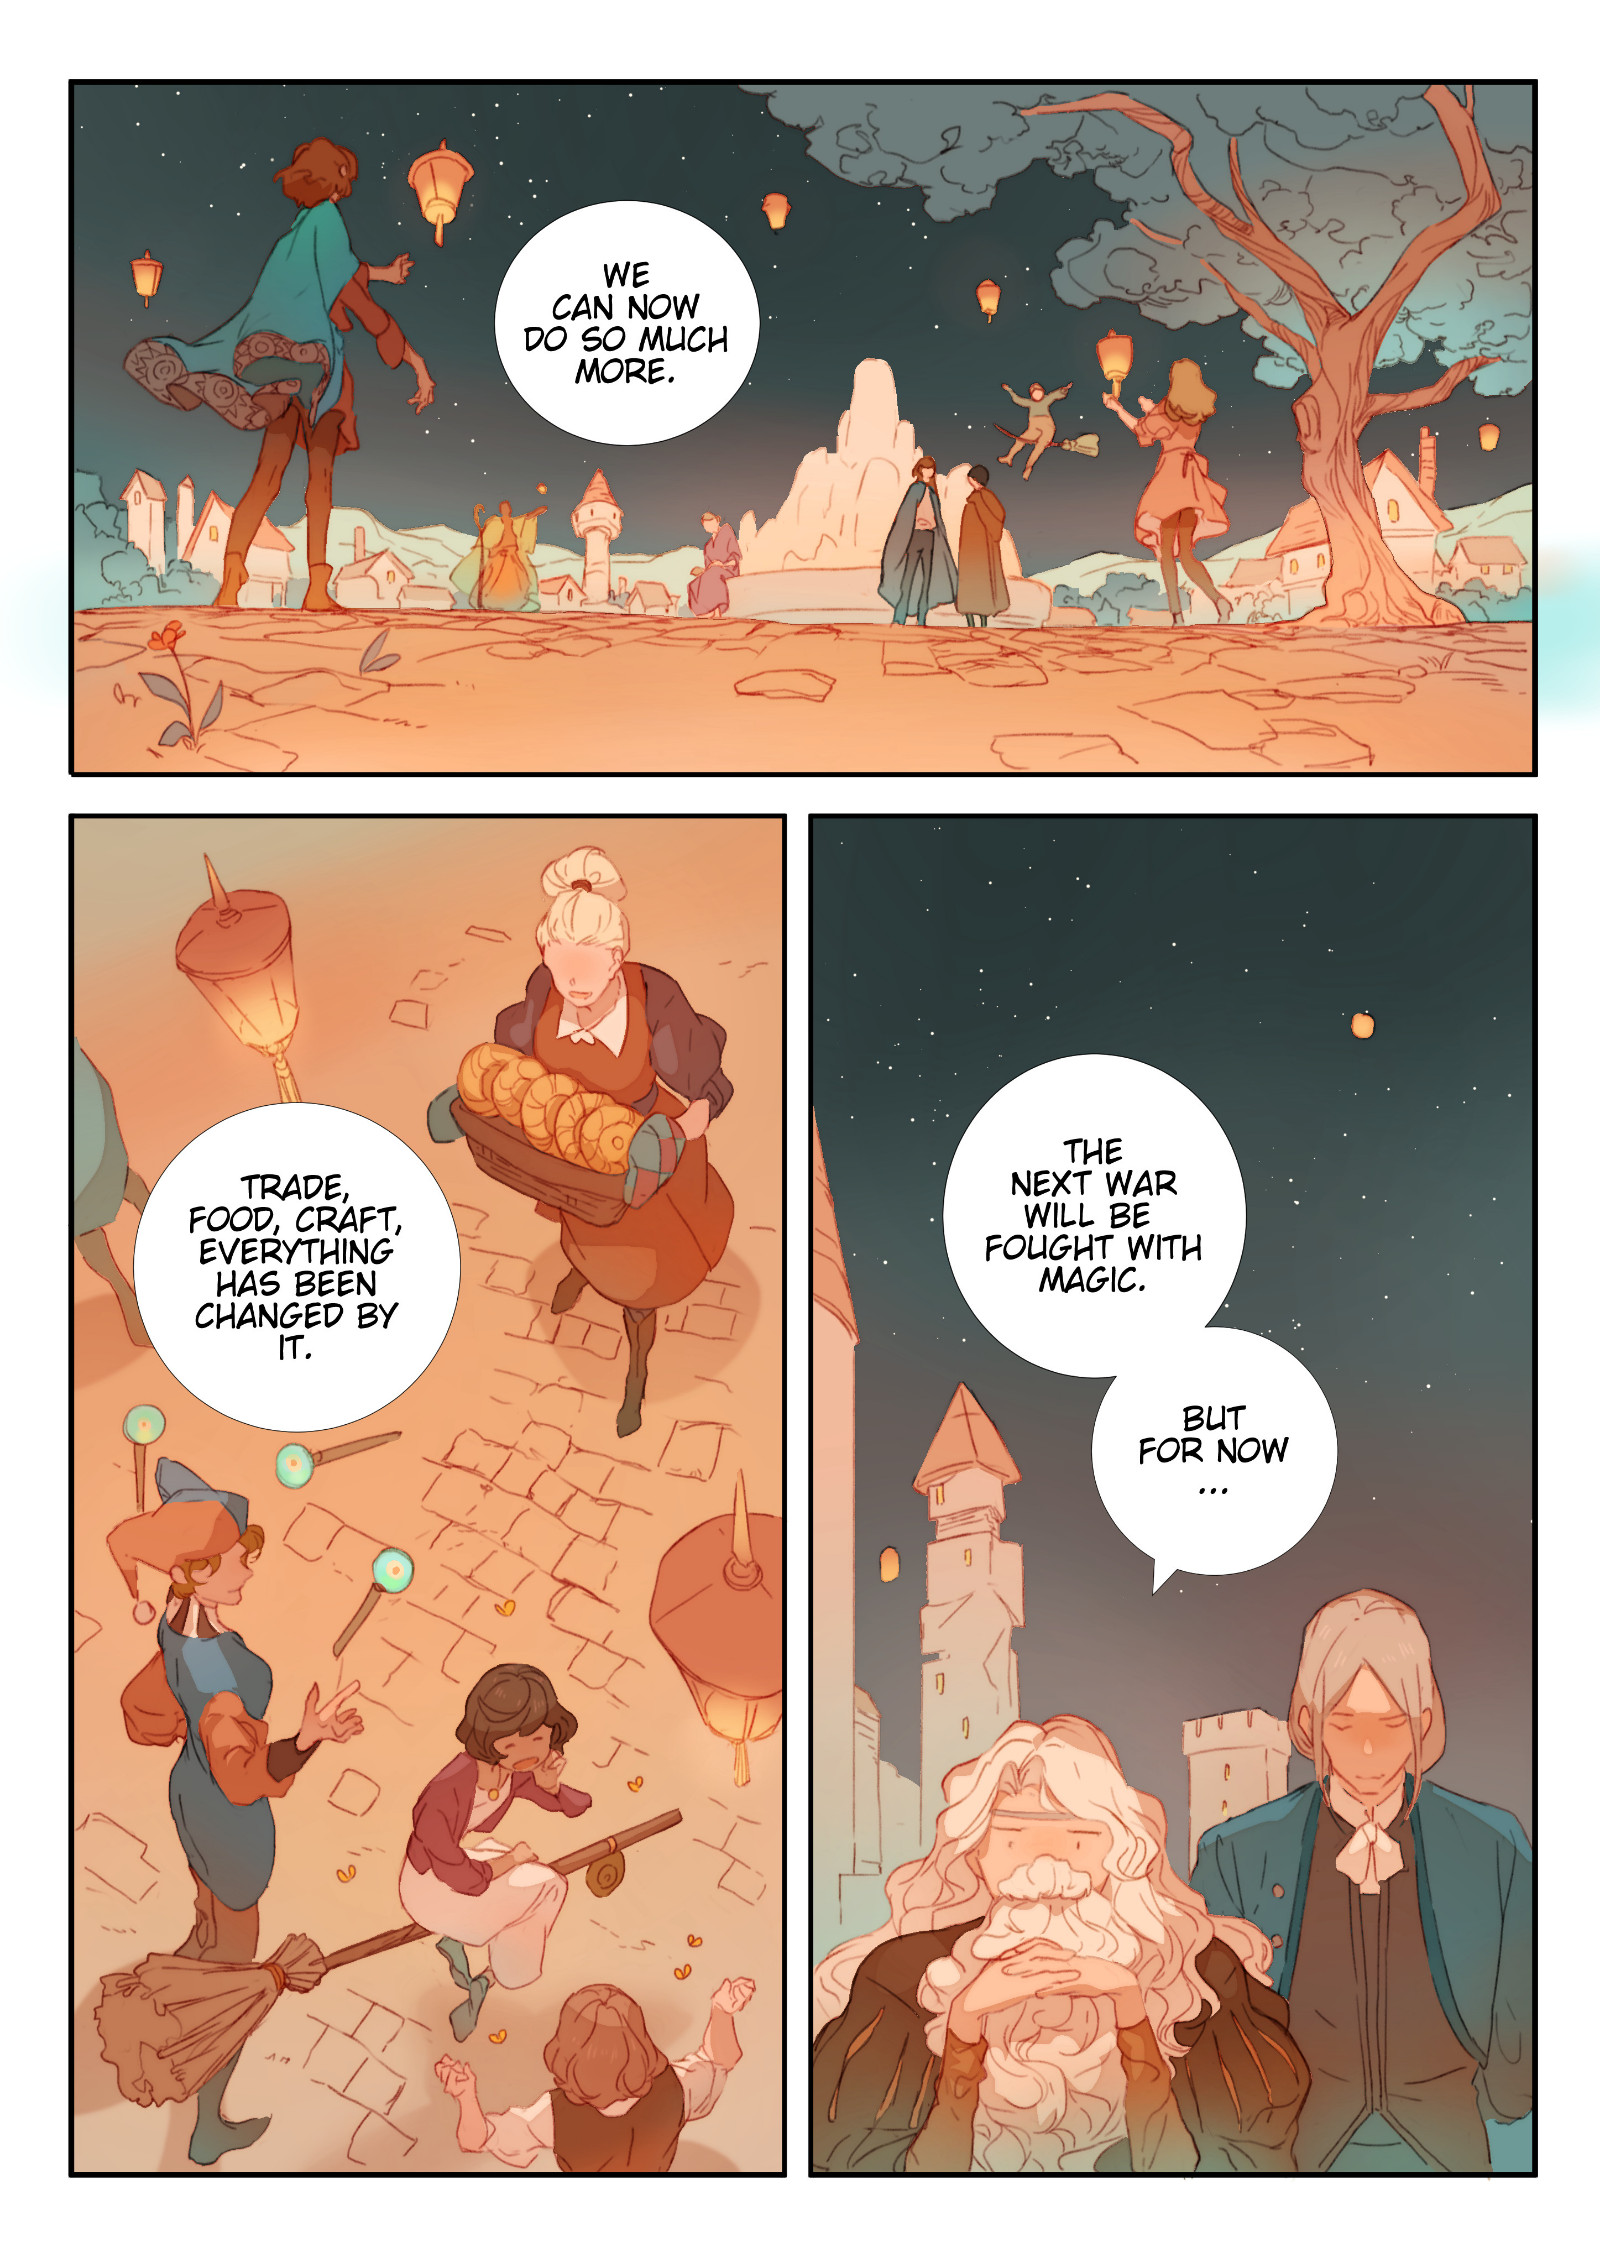 WE
CAN NOW
DO SO MUCH
MORE.
TRADE,
FOOD, CRAFT,
EVERYTHING
HAS BEEN
CHANGED BY
IT.
THE
NEXT WAR
WILL BE
FOUGHT WITH
MAGIC.
BUT
FOR NOW
...